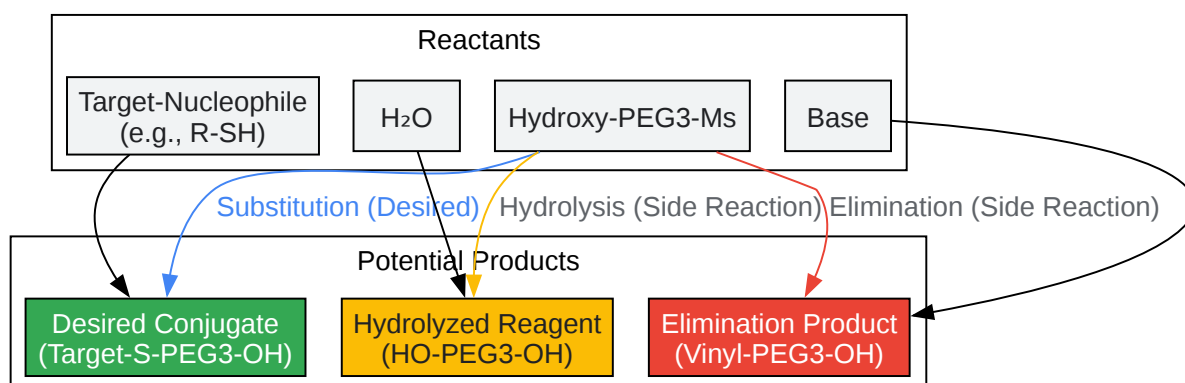 Reactants
Target-Nucleophile
(e.g., R-SH)
H₂O
Hydroxy-PEG3-Ms
Base
Substitution (Desired)
Hydrolysis (Side Reaction)
Elimination (Side Reaction)
Potential Products
Desired Conjugate
(Target-S-PEG3-OH)
Hydrolyzed Reagent
(HO-PEG3-OH)
Elimination Product
(Vinyl-PEG3-OH)